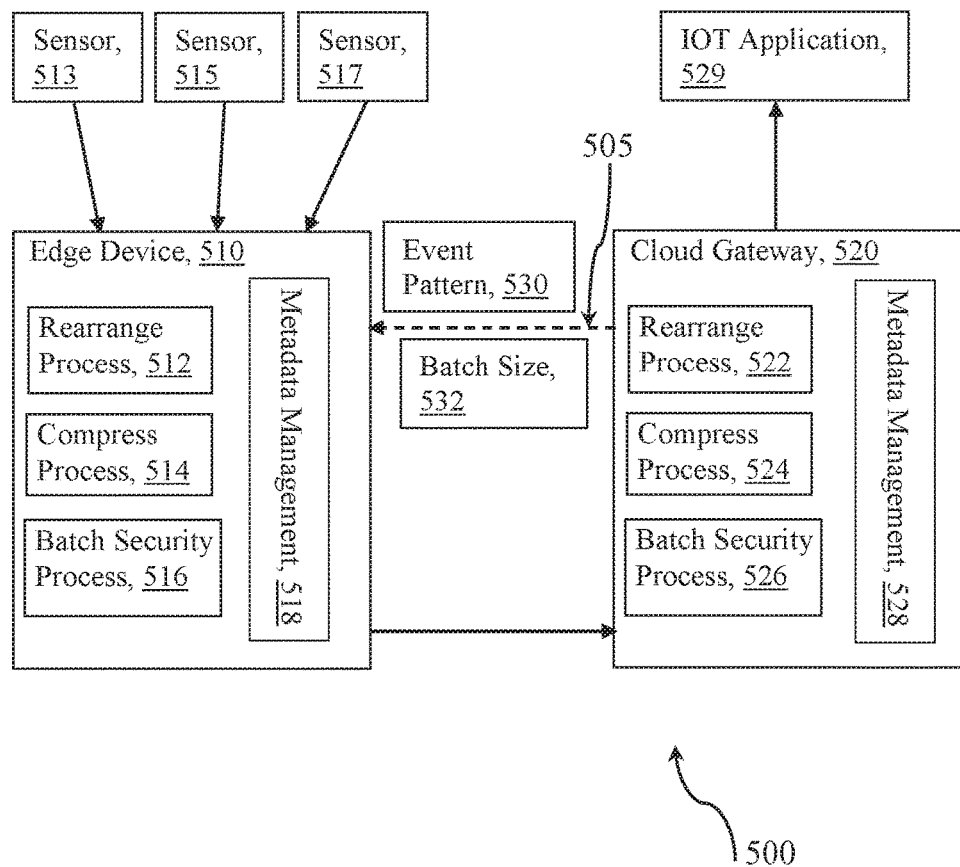 Sensor,
513
Sensor,
515
Sensor,
517
IOT Application,
529
505
Edge Device, 510
Rearrange
Process, 512
Compress
Process, 514
Batch Security
Process, 516
Metadata Management, 518
Event
Pattern, 530
Batch Size,
532
Cloud Gateway, 520
Rearrange
Process, 522
Compress
Process, 524
Batch Security
Process, 526
Metadata Management, 528
500